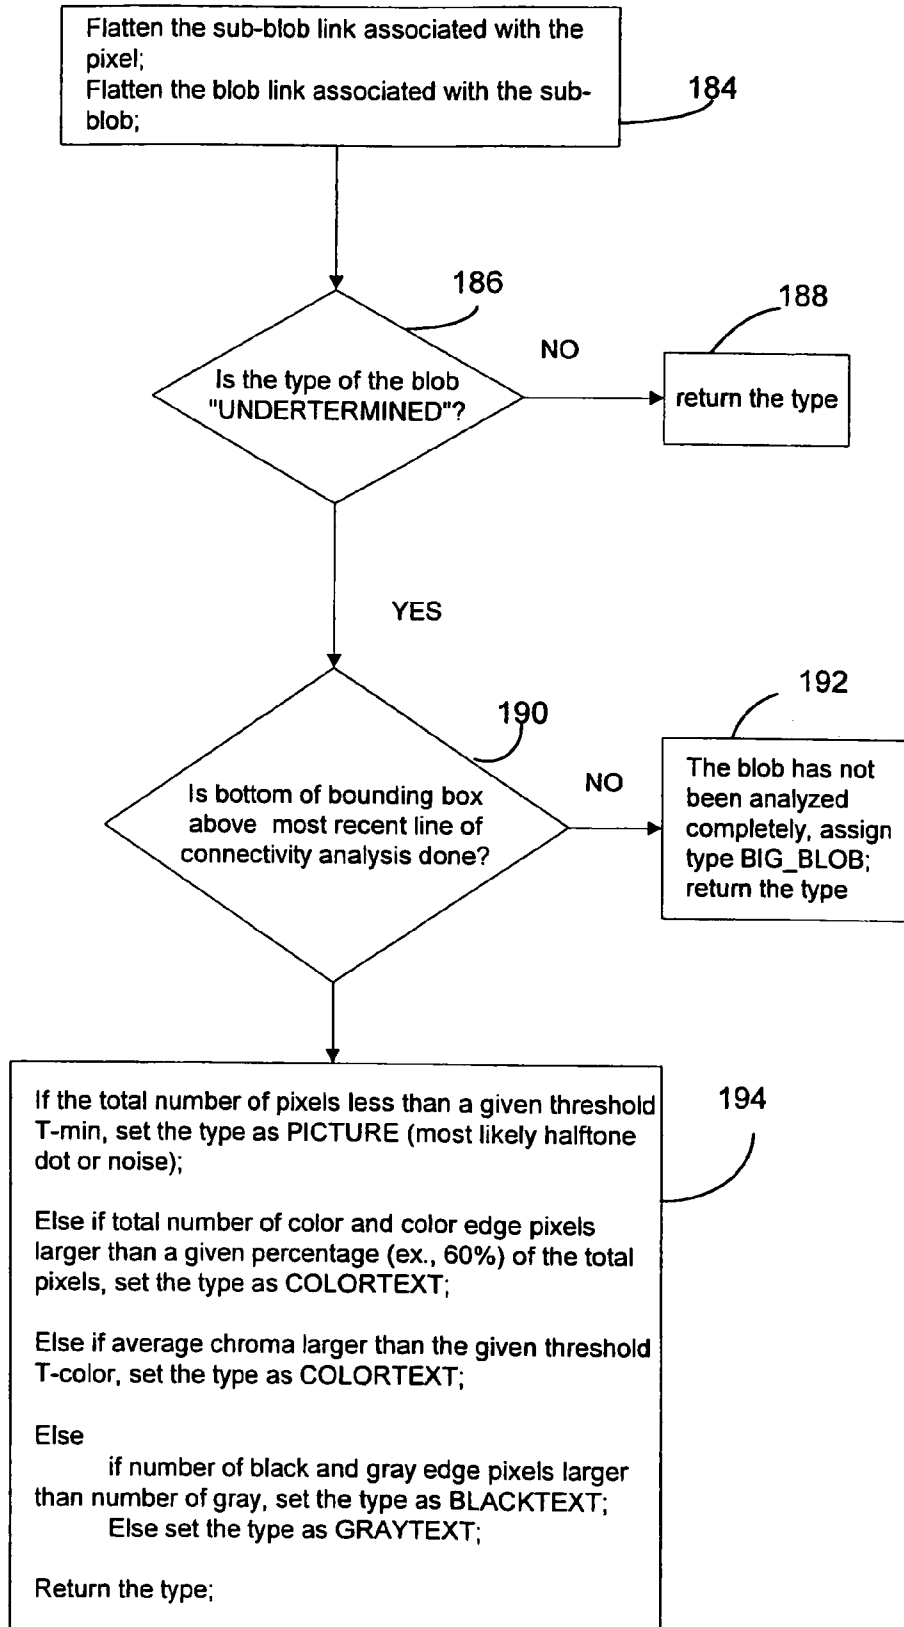 Flatten the sub-blob link associated with the
pixel;
Flatten the blob link associated with the sub-
blob;
184
186
Is the type of the blob
"UNDERTERMINED"?
NO
188
return the type
YES
190
Is bottom of bounding box
above most recent line of
connectivity analysis done?
NO
192
The blob has not
been analyzed
completely, assign
type BIG_BLOB;
return the type
194
If the total number of pixels less than a given threshold
T-min, set the type as PICTURE (most likely halftone
dot or noise);
Else if total number of color and color edge pixels
larger than a given percentage (ex., 60%) of the total
pixels, set the type as COLORTEXT;
Else if average chroma larger than the given threshold
T-color, set the type as COLORTEXT;
Else
if number of black and gray edge pixels larger
than number of gray, set the type as BLACKTEXT;
Else set the type as GRAYTEXT;
Return the type;